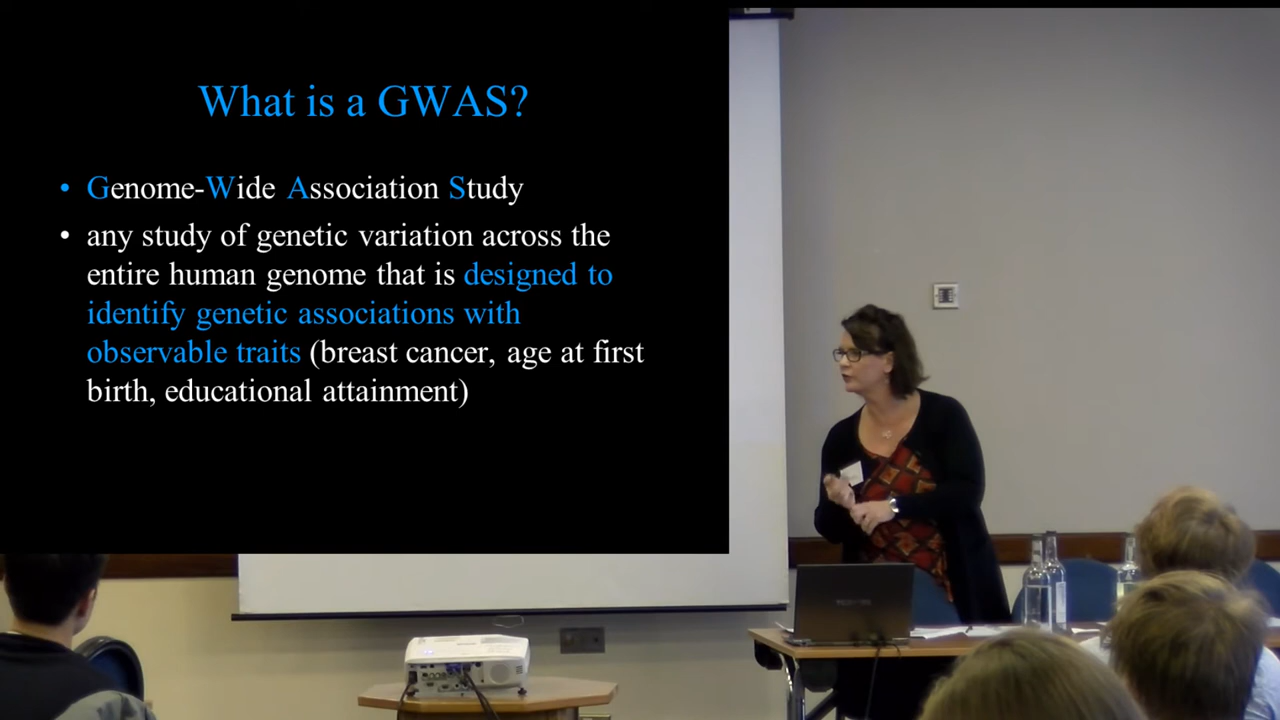 What is a GWAS?
• Genome-Wide Association Study
• any study of genetic variation across the
entire human genome that is designed to
identify genetic associations with
observable traits (breast cancer, age at first
birth, educational attainment)